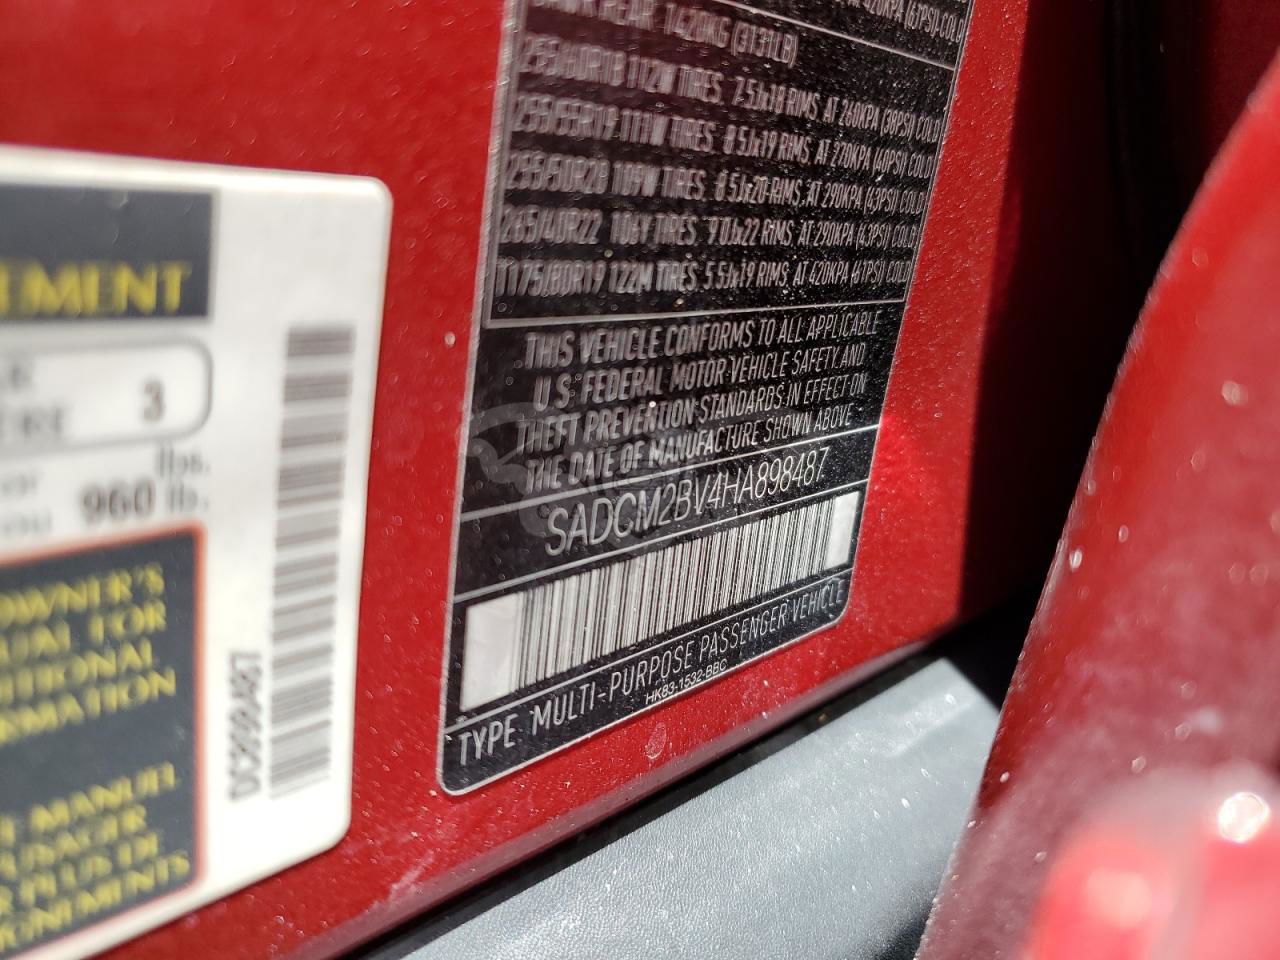 EMENT
3
lbs.
960 lb.
OWNER'S
UAL FOR
ITIONAL
RMATION
MANUEL
USAGER
PLUS DE
IGNEMENTS
REAR: 1420KG (3131LB)
255/60R18 112W TIRES: 7.5Jx18 RIMS, AT 260KPA (38PSI) COLD
255/55R19 111W TIRES: 8.5Jx19 RIMS, AT 270KPA (40PSI) COLD
255/50R20 109W TIRES: 8.5Jx20 RIMS, AT 290KPA (43PSI) COLD
265/40R22 106Y TIRES: 9.0Jx22 RIMS, AT 290KPA (43PSI) COLD
T175/80R19 122M TIRES: 5.5Jx19 RIMS, AT 420KPA (61PSI) COLD
THIS VEHICLE CONFORMS TO ALL APPLICABLE
U.S. FEDERAL MOTOR VEHICLE SAFETY AND
THEFT PREVENTION STANDARDS IN EFFECT ON
THE DATE OF MANUFACTURE SHOWN ABOVE
SADCM2BV4HA898487
TYPE: MULTI-PURPOSE PASSENGER VEHICLE
HK83-1532-BBC